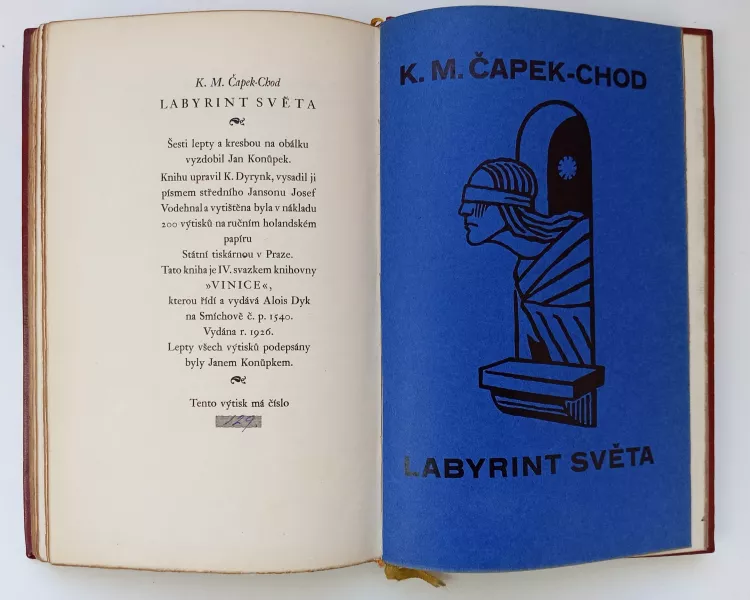 K. M. Čapek-Chod
LABYRINT SVĚTA
Šesti lepty a kresbou na obálku
vyzdobil Jan Konůpek.
Knihu upravil K. Dyrynk, vysadil ji
písmem středního Jansonu Josef
Vodehnal a vytištěna byla v nákladu
200 výtisků na ručním holandském
papíru
Státní tiskárnou v Praze.
Tato kniha je IV. svazkem knihovny
»VINICE«,
kterou řídí a vydává Alois Dyk
na Smíchově č. p. 1540.
Vydána r. 1926.
Lepty všech výtisků podepsány
byly Janem Konůpkem.
Tento výtisk má číslo
129.
K. M. ČAPEK-CHOD
LABYRINT SVĚTA